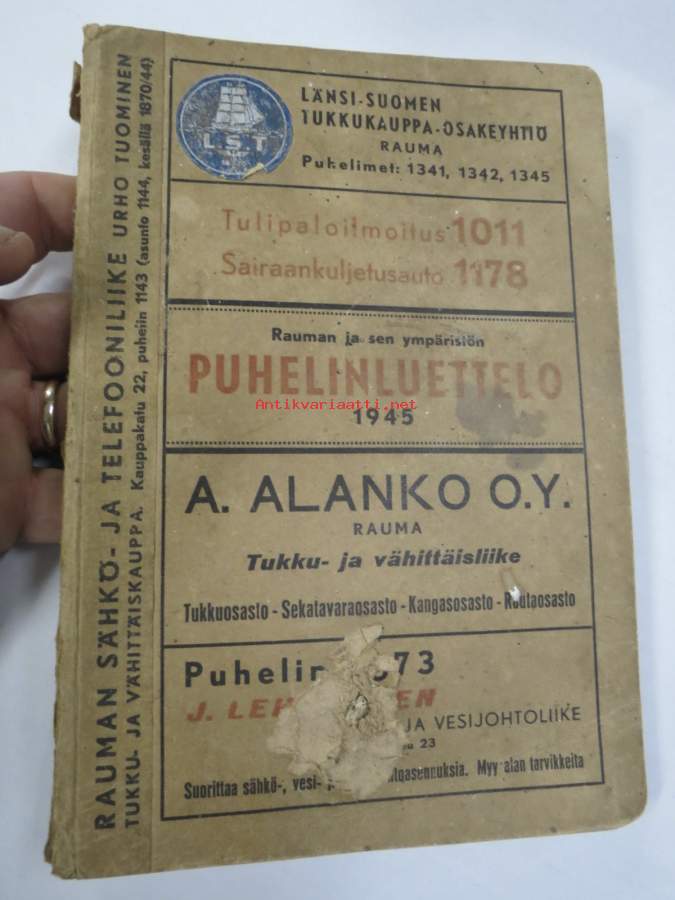 L.S.T
LÄNSI-SUOMEN
TUKKUKAUPPA-OSAKEYHTIÖ
RAUMA
Puhelimet: 1341, 1342, 1345
Tulipaloilmoitus 1011
Sairaankuljetusauto 1178
Rauman ja sen ympäristön
PUHELINLUETTELO
Antikvariaatti.net
1945
A. ALANKO O.Y.
RAUMA
Tukku- ja vähittäisliike
Tukkuosasto - Sekatavaraosasto - Kangasosasto - Rautaosasto
Puhelin 573
J.
JA VESIJOHTOLIIKE
23
Suorittaa sähkö-, vesi- Myy alan tarvikkeita
RAUMAN SÄHKÖ- JA TELEFOONILIIKE URHO TUOMINEN
TUKKU- JA VÄHITTÄISKAUPPA. Kauppakatu 22, puhelin 1143 (asunto 1144, kesällä 1870/44)